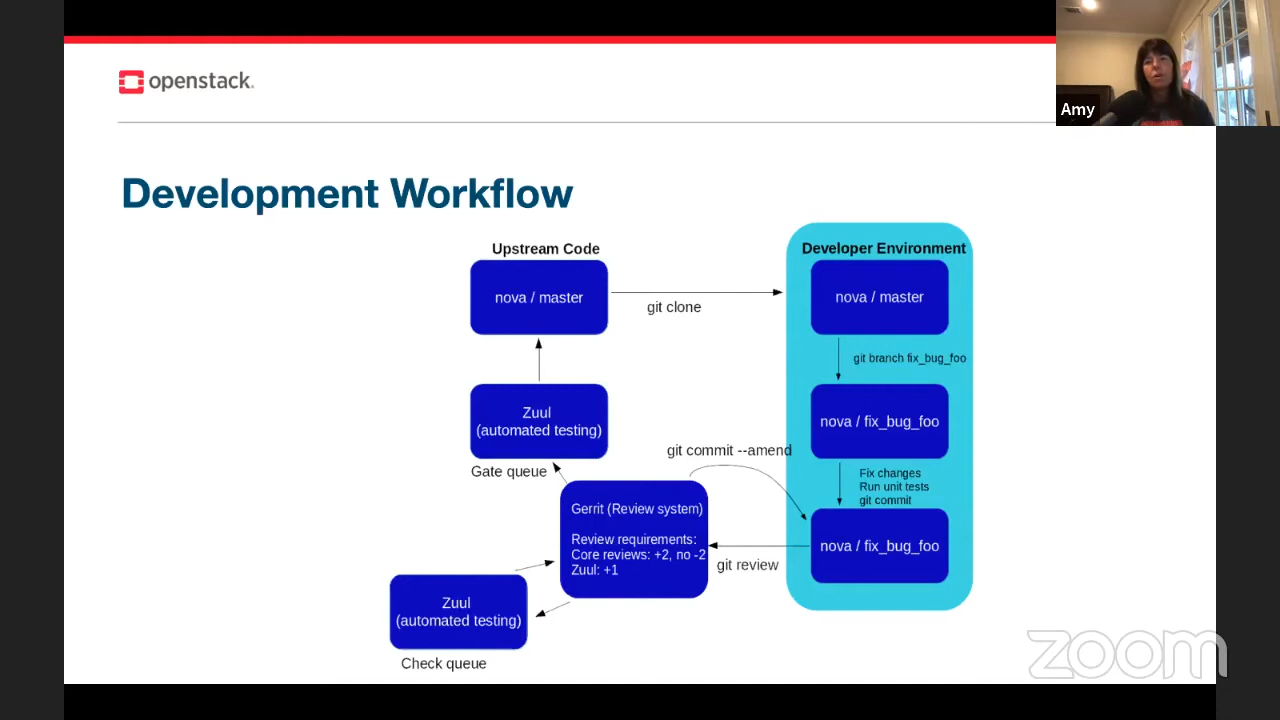 openstack.
Amy
Development Workflow
Upstream Code
nova / master
git clone
Developer Environment
nova / master
git branch fix_bug_foo
nova / fix_bug_foo
Fix changes
Run unit tests
git commit
nova / fix_bug_foo
git review
git commit --amend
Gerrit (Review system)
Review requirements:
Core reviews: +2, no -2
Zuul: +1
Zuul
(automated testing)
Gate queue
Zuul
(automated testing)
Check queue
zoom